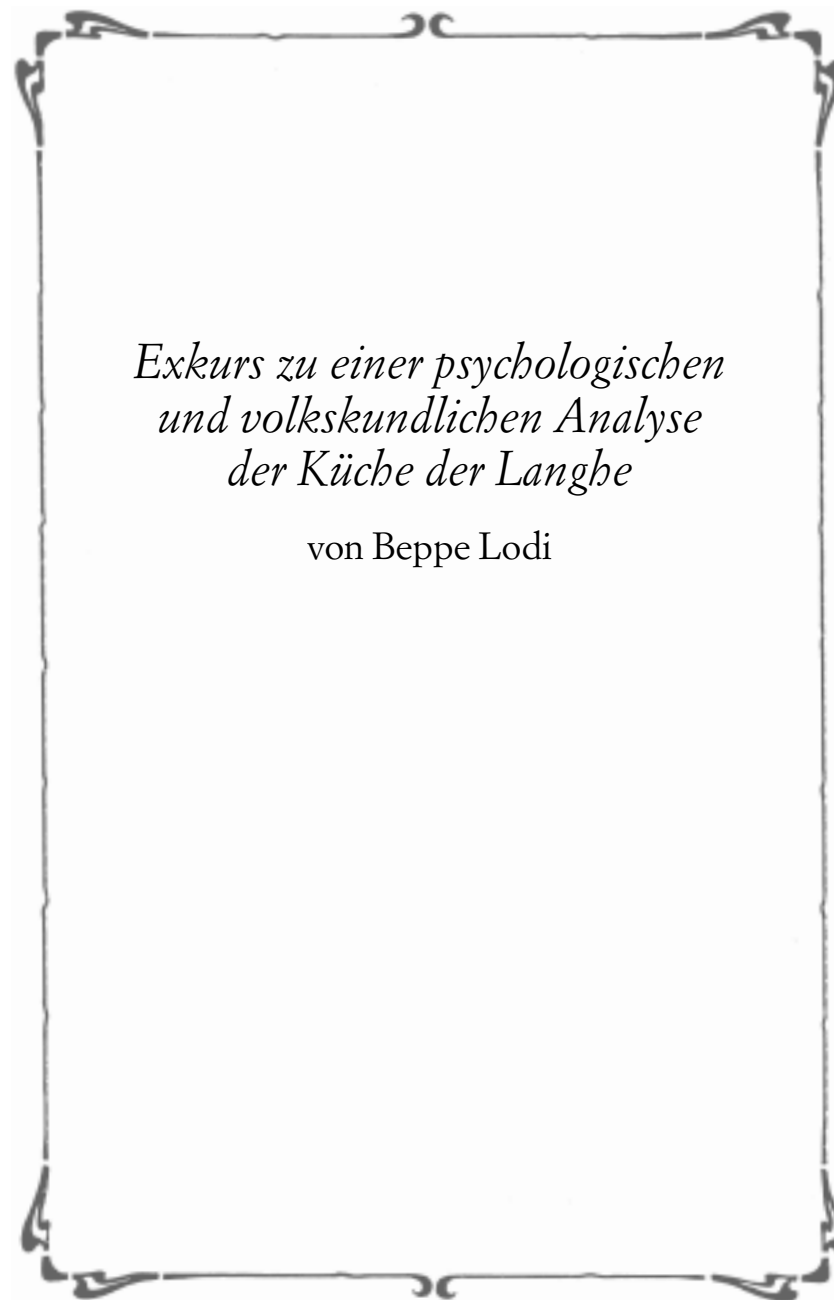 Exkurs zu einer psychologischen
und volkskundlichen Analyse
der Küche der Langhe
von Beppe Lodi